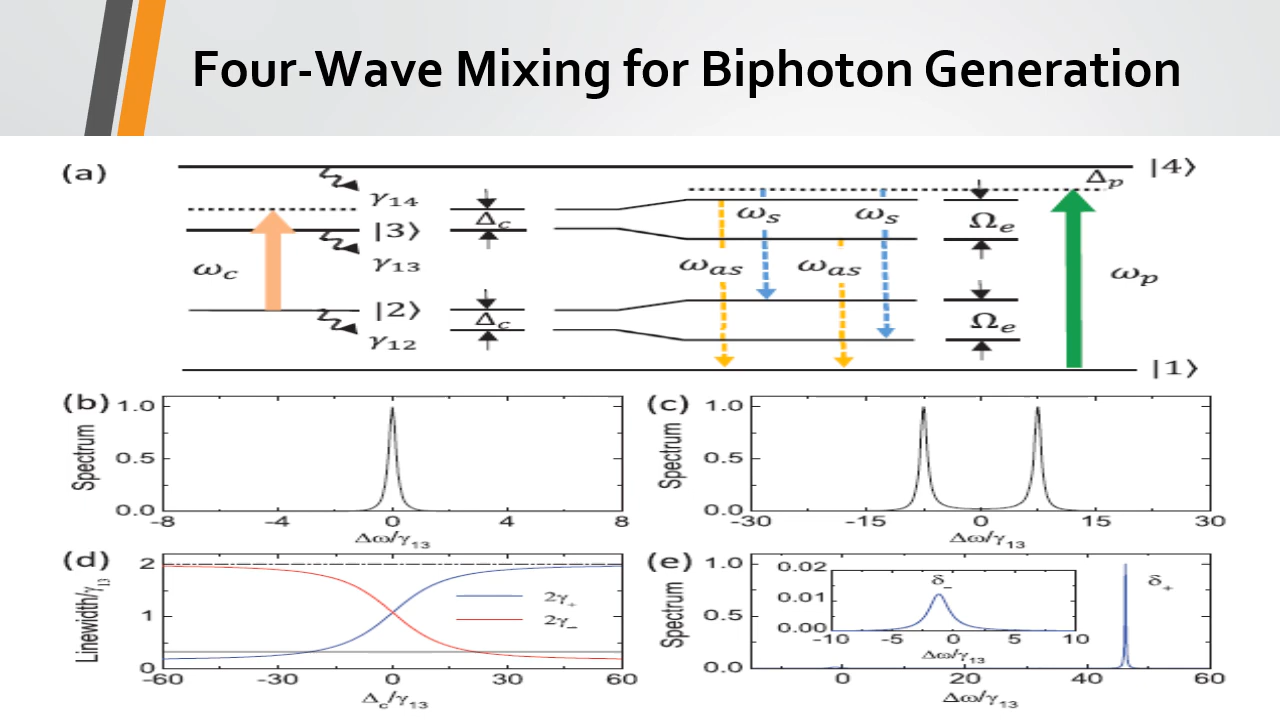 Four-Wave Mixing for Biphoton Generation
(a)
|4⟩
Δp
γ14
Δc
ωs
ωs
Ωe
|3⟩
γ13
ωc
ωas
ωas
ωp
|2⟩
Δc
Ωe
γ12
|1⟩
(b)
1.0
0.5
0.0
Spectrum
-8
-4
0
4
8
Δω/γ13
(c)
1.0
0.5
0.0
Spectrum
-30
-15
0
15
30
Δω/γ13
(d)
2
1
0
Linewidth/γ13
2γ+
2γ−
-60
-30
0
30
60
Δc/γ13
(e)
1.0
0.5
0.0
Spectrum
0.02
0.01
0.00
δ−
-10
-5
0
5
10
Δω/γ13
δ+
0
20
40
60
Δω/γ13